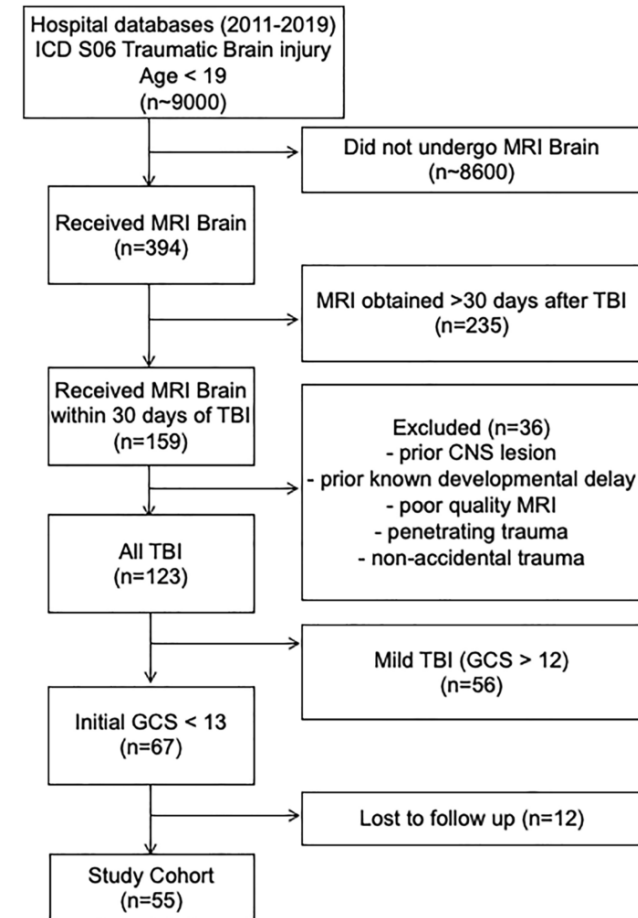 Hospital databases (2011-2019)
ICD S06 Traumatic Brain injury
Age < 19
(n~9000)
Did not undergo MRI Brain
(n~8600)
Received MRI Brain
(n=394)
MRI obtained >30 days after TBI
(n=235)
Received MRI Brain
within 30 days of TBI
(n=159)
Excluded (n=36)
- prior CNS lesion
- prior known developmental delay
- poor quality MRI
- penetrating trauma
- non-accidental trauma
All TBI
(n=123)
Mild TBI (GCS > 12)
(n=56)
Initial GCS < 13
(n=67)
Lost to follow up (n=12)
Study Cohort
(n=55)